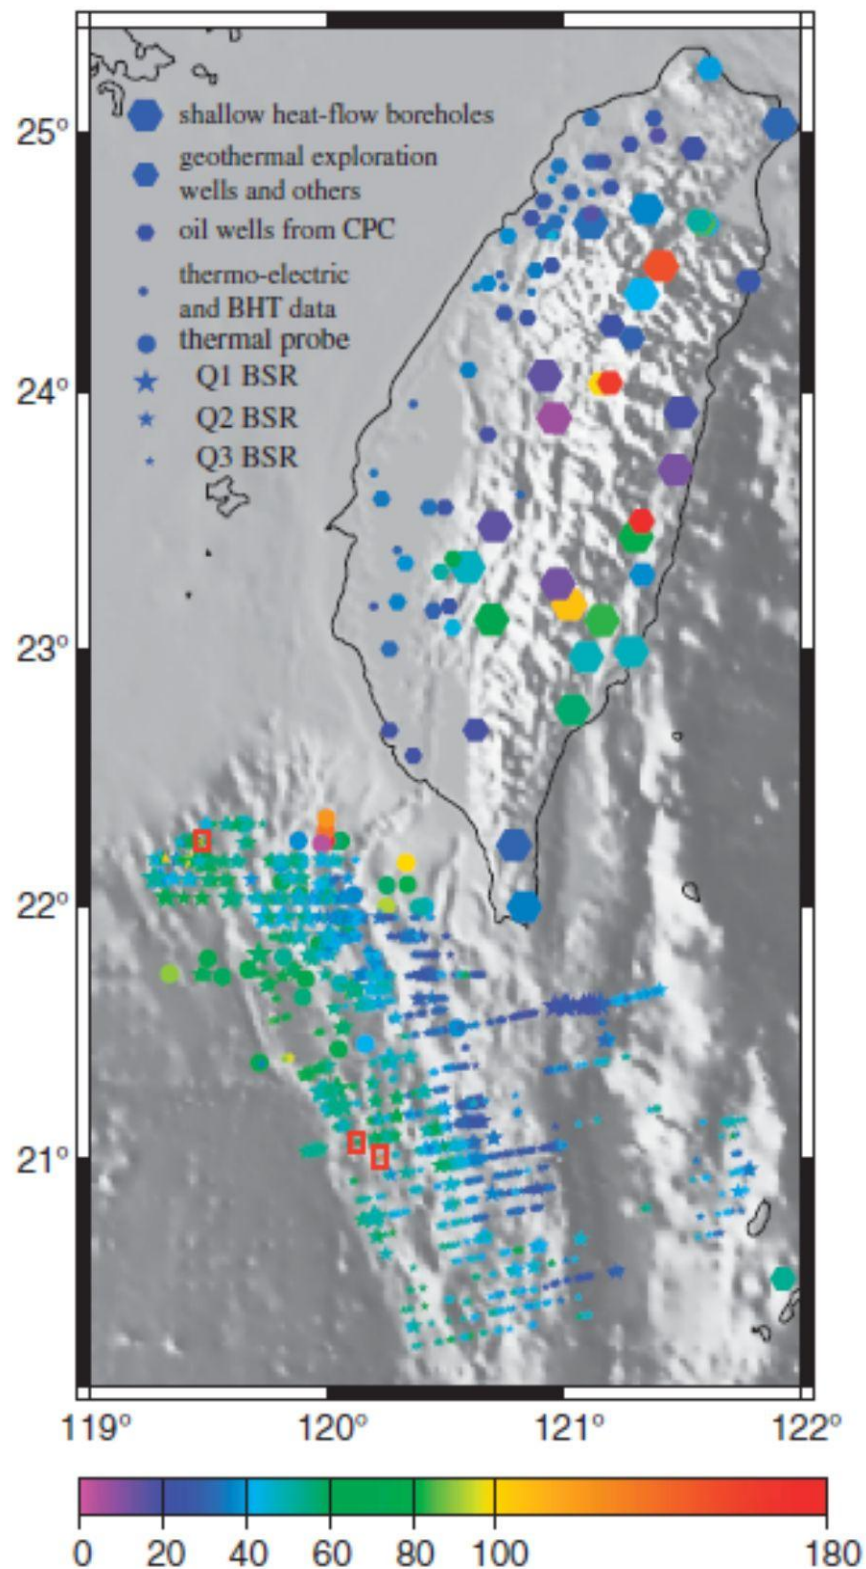 25°
24°
23°
22°
21°
shallow heat-flow boreholes
geothermal exploration
wells and others
oil wells from CPC
thermo-electric
and BHT data
thermal probe
Q1 BSR
Q2 BSR
Q3 BSR
119° 120° 121° 122°
0 20 40 60 80 100 180